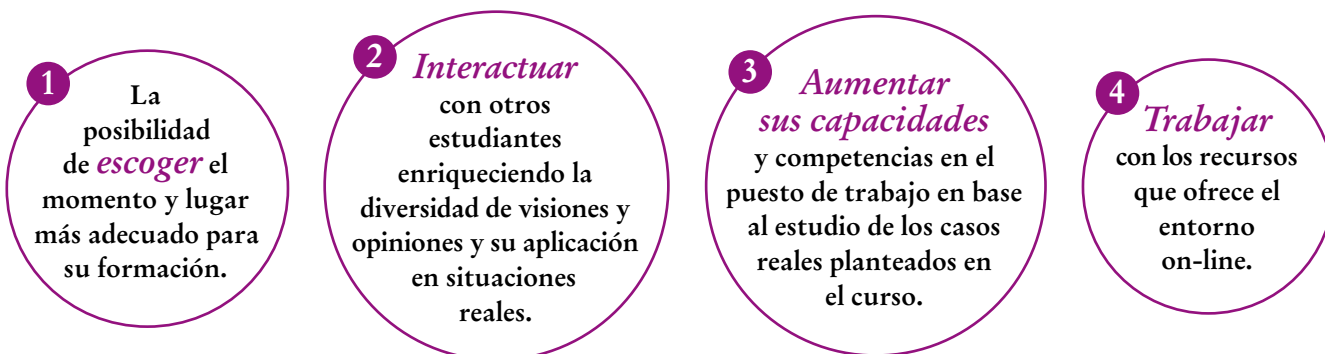 1
La
posibilidad
de escoger el
momento y lugar
más adecuado para
su formación.
2
Interactuar
con otros
estudiantes
enriqueciendo la
diversidad de visiones y
opiniones y su aplicación
en situaciones
reales.
3
Aumentar
sus capacidades
y competencias en el
puesto de trabajo en base
al estudio de los casos
reales planteados en
el curso.
4
Trabajar
con los recursos
que ofrece el
entorno
on-line.